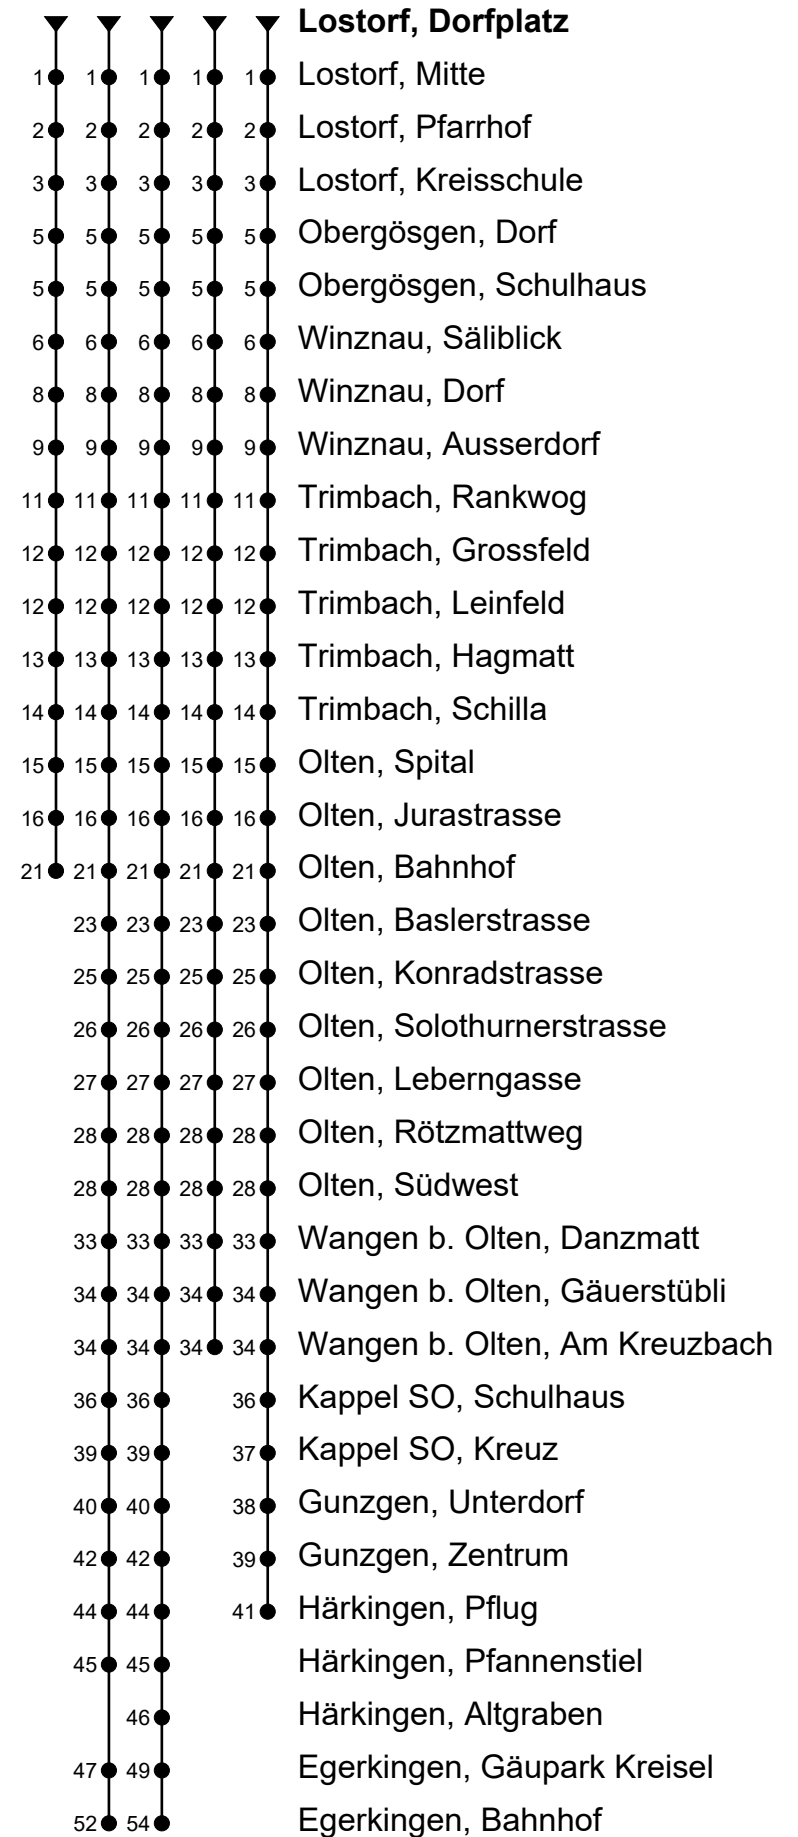 Lostorf, Dorfplatz
1 1 1 1 1 Lostorf, Mitte
2 2 2 2 2 Lostorf, Pfarrhof
3 3 3 3 3 Lostorf, Kreisschule
5 5 5 5 5 Obergösgen, Dorf
5 5 5 5 5 Obergösgen, Schulhaus
6 6 6 6 6 Winznau, Säliblick
8 8 8 8 8 Winznau, Dorf
9 9 9 9 9 Winznau, Ausserdorf
11 11 11 11 11 Trimbach, Rankwog
12 12 12 12 12 Trimbach, Grossfeld
12 12 12 12 12 Trimbach, Leinfeld
13 13 13 13 13 Trimbach, Hagmatt
14 14 14 14 14 Trimbach, Schilla
15 15 15 15 15 Olten, Spital
16 16 16 16 16 Olten, Jurastrasse
21 21 21 21 21 Olten, Bahnhof
23 23 23 23 Olten, Baslerstrasse
25 25 25 25 Olten, Konradstrasse
26 26 26 26 Olten, Solothurnerstrasse
27 27 27 27 Olten, Leberngasse
28 28 28 28 Olten, Rötzmattweg
28 28 28 28 Olten, Südwest
33 33 33 33 Wangen b. Olten, Danzmatt
34 34 34 34 Wangen b. Olten, Gäuerstübli
34 34 34 34 Wangen b. Olten, Am Kreuzbach
36 36 36 Kappel SO, Schulhaus
39 39 37 Kappel SO, Kreuz
40 40 38 Gunzgen, Unterdorf
42 42 39 Gunzgen, Zentrum
44 44 41 Härkingen, Pflug
45 45 Härkingen, Pfannenstiel
46 Härkingen, Altgraben
47 49 Egerkingen, Gäupark Kreisel
52 54 Egerkingen, Bahnhof